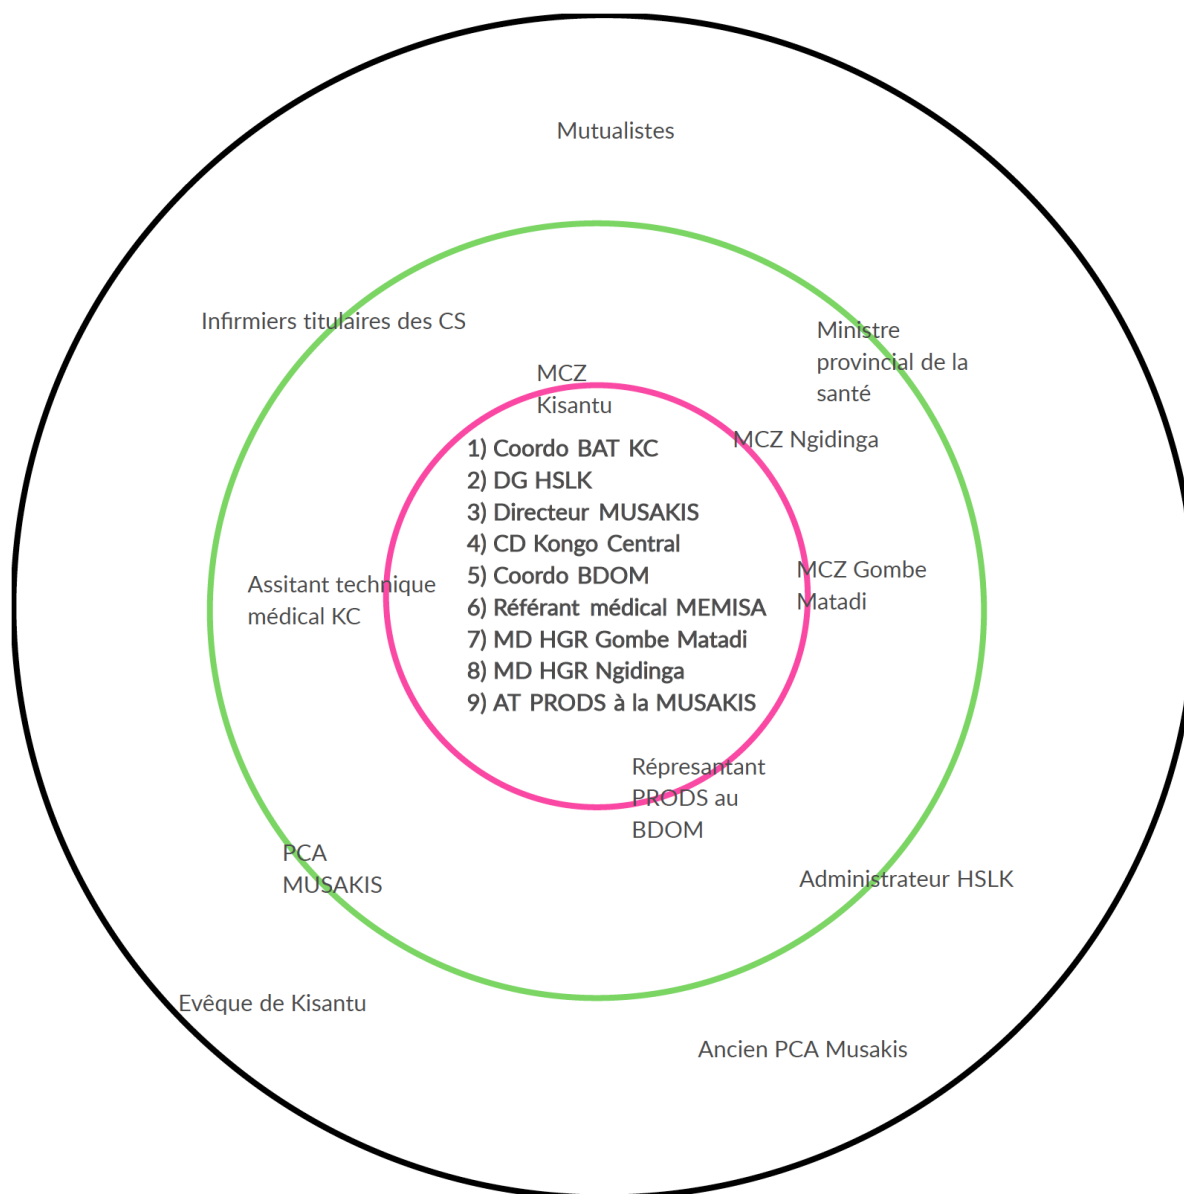 Mutualistes
Infirmiers titulaires des CS
Ministre
provincial de la
santé
MCZ
Kisantu
MCZ Ngidinga
1) Coordo BAT KC
2) DG HSLK
3) Directeur MUSAKIS
4) CD Kongo Central
5) Coordo BDOM
6) Référant médical MEMISA
7) MD HGR Gombe Matadi
8) MD HGR Ngidinga
9) AT PRODS à la MUSAKIS
Assitant technique
médical KC
MCZ Gombe
Matadi
Répresantant
PRODS au
BDOM
PCA
MUSAKIS
Administrateur HSLK
Evêque de Kisantu
Ancien PCA Musakis